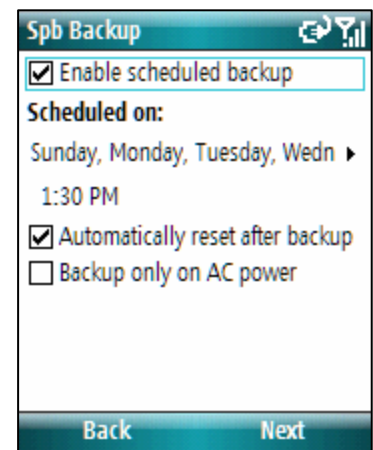 Spb Backup
Enable scheduled backup
Scheduled on:
Sunday, Monday, Tuesday, Wedn
1:30 PM
Automatically reset after backup
Backup only on AC power
Back Next